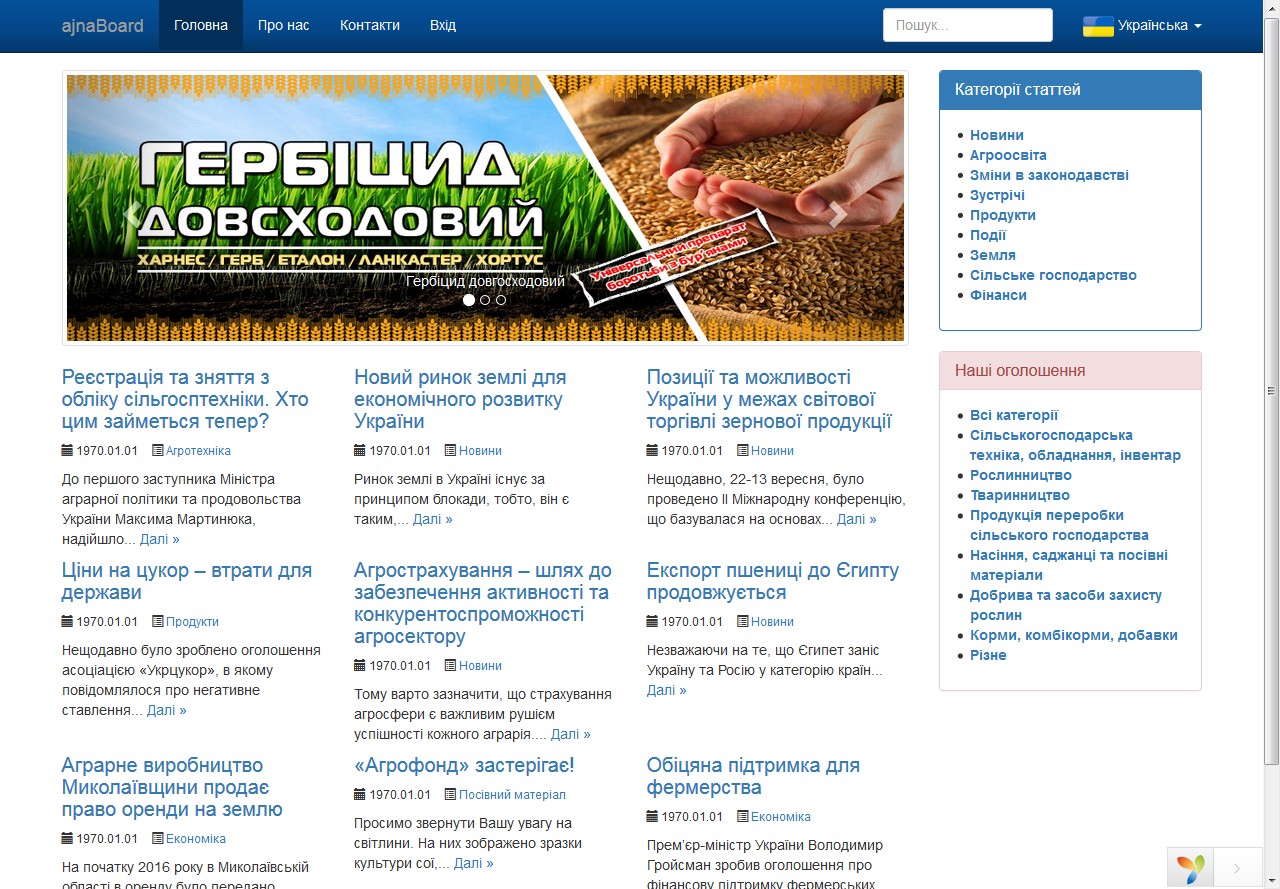 ajnaBoard
Головна
Про нас
Контакти
Вхід
Пошук...
Українська
ГЕРБІЦИД
ДОВСХОДОВИЙ
ХАРНЕС / ГЕРБ / ЕТАЛОН / ЛАНКАСТЕР / ХОРТУС
Універсальний препарат
боротьби з бур'янами
Гербіцид довгосходовий
Реєстрація та зняття з
обліку сільгосптехніки. Хто
цим займеться тепер?
1970.01.01 Агротехніка
До першого заступника Міністра
аграрної політики та продовольства
України Максима Мартинюка,
надійшло... Далі »
Новий ринок землі для
економічного розвитку
України
1970.01.01 Новини
Ринок землі в Україні існує за
принципом блокади, тобто, він є
таким,... Далі »
Позиції та можливості
України у межах світової
торгівлі зернової продукції
1970.01.01 Новини
Нещодавно, 22-13 вересня, було
проведено ІІ Міжнародну конференцію,
що базувалася на основах... Далі »
Ціни на цукор – втрати для
держави
1970.01.01 Продукти
Нещодавно було зроблено оголошення
асоціацією «Укрцукор», в якому
повідомлялося про негативне
ставлення... Далі »
Агрострахування – шлях до
забезпечення активності та
конкурентоспроможності
агросектору
1970.01.01 Новини
Тому варто зазначити, що страхування
агросфери є важливим рушієм
успішності кожного аграрія.... Далі »
Експорт пшениці до Єгипту
продовжується
1970.01.01 Новини
Незважаючи на те, що Єгипет заніс
Україну та Росію у категорію країн...
Далі »
Аграрне виробництво
Миколаївщини продає
право оренди на землю
1970.01.01 Економіка
На початку 2016 року в Миколаївській
області в оренду було передано
«Агрофонд» застерігає!
1970.01.01 Посівний матеріал
Просимо звернути Вашу увагу на
світлини. На них зображено зразки
культури сої,... Далі »
Обіцяна підтримка для
фермерства
1970.01.01 Економіка
Прем’єр-міністр України Володимир
Гройсман зробив оголошення про
фінансову підтримку фермерських
Категорії статтей
Новини
Агроосвіта
Зміни в законодавстві
Зустрічі
Продукти
Події
Земля
Сільське господарство
Фінанси
Наші оголошення
Всі категорії
Сільськогосподарська
техніка, обладнання, інвентар
Рослинництво
Тваринництво
Продукція переробки
сільського господарства
Насіння, саджанці та посівні
матеріали
Добрива та засоби захисту
рослин
Корми, комбікорми, добавки
Різне